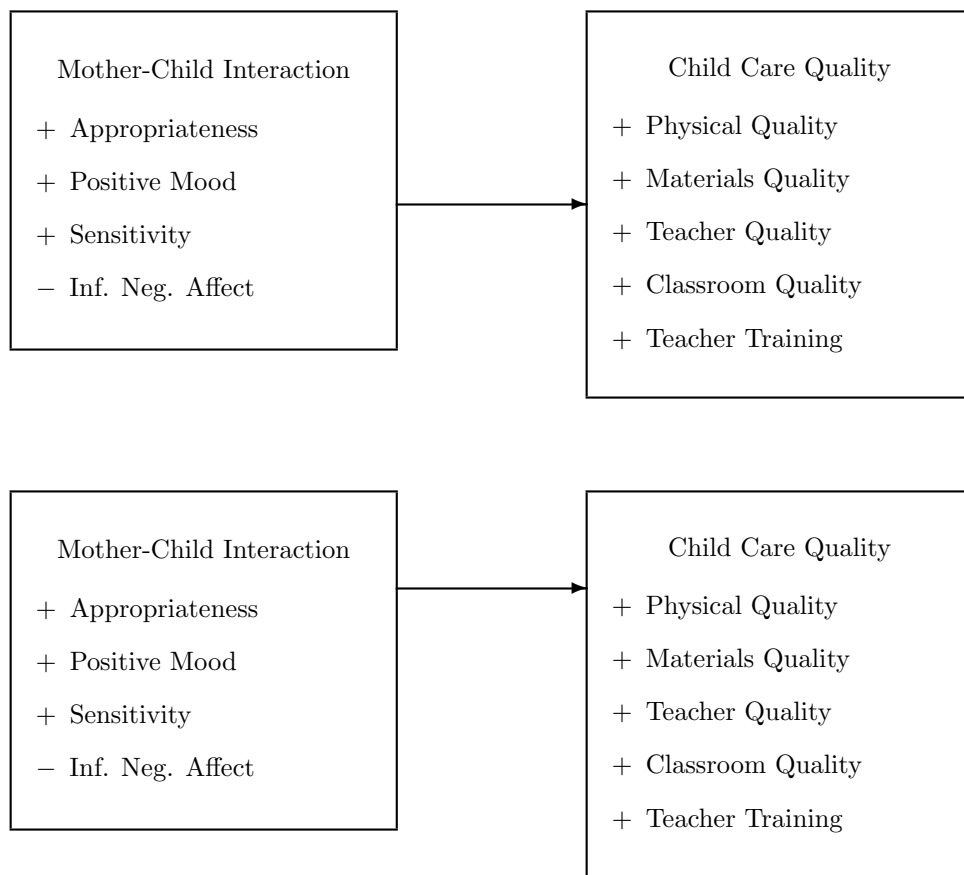 Mother-Child Interaction
+ Appropriateness
+ Positive Mood
+ Sensitivity
− Inf. Neg. Affect
Child Care Quality
+ Physical Quality
+ Materials Quality
+ Teacher Quality
+ Classroom Quality
+ Teacher Training
Mother-Child Interaction
+ Appropriateness
+ Positive Mood
+ Sensitivity
− Inf. Neg. Affect
Child Care Quality
+ Physical Quality
+ Materials Quality
+ Teacher Quality
+ Classroom Quality
+ Teacher Training